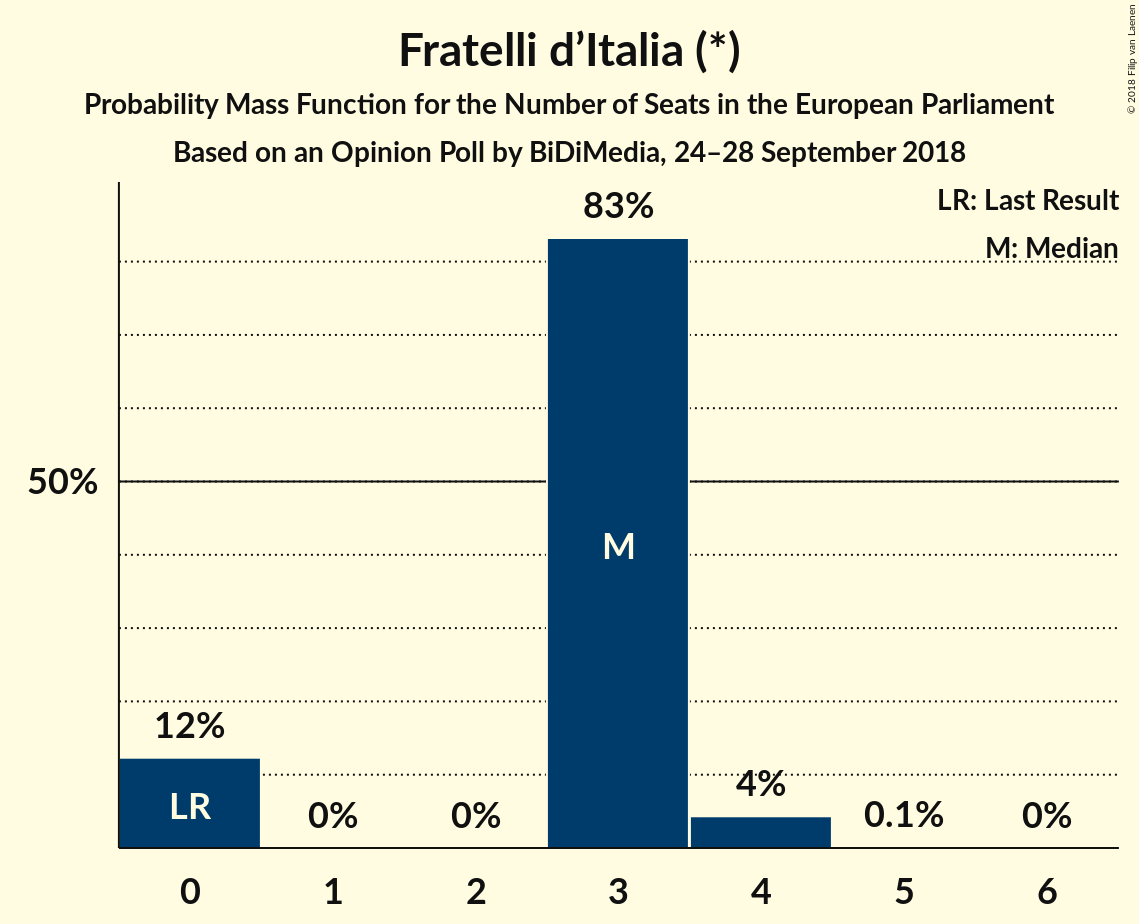 Fratelli d’Italia (*)
Probability Mass Function for the Number of Seats in the European Parliament
Based on an Opinion Poll by BiDiMedia, 24–28 September 2018
© 2018 Filip van Laenen
LR: Last Result
M: Median
83%
50%
M
12%
LR
0%
0%
4%
0.1%
0%
0 1 2 3 4 5 6